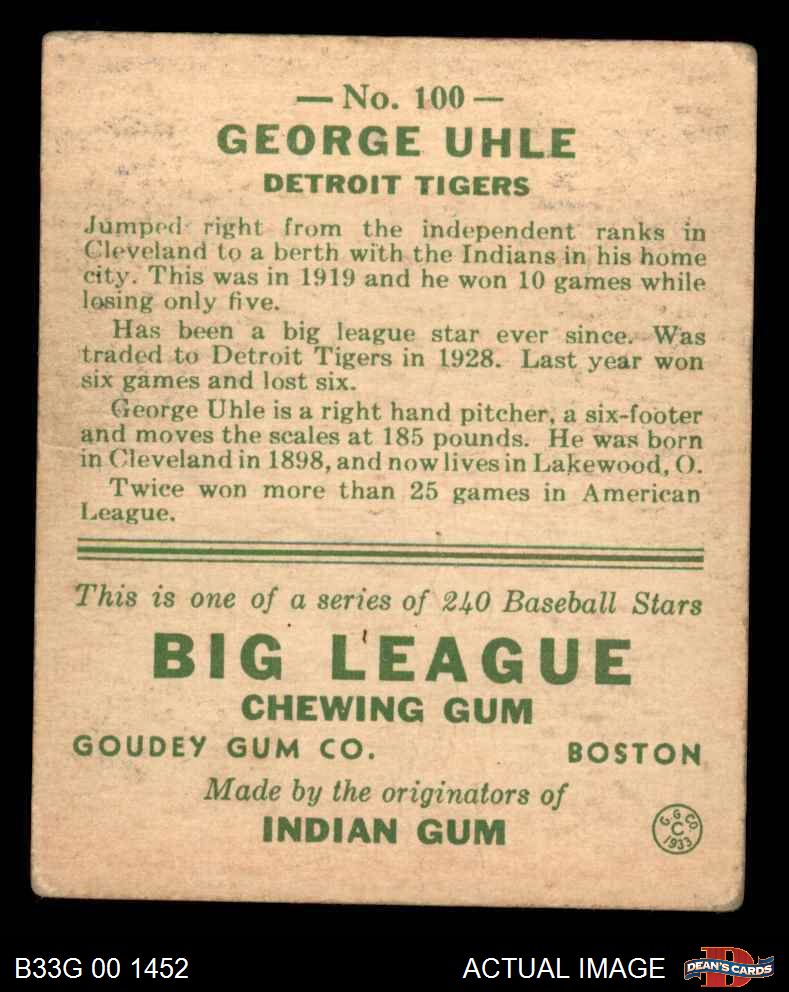 — No. 100 —
GEORGE UHLE
DETROIT TIGERS
Jumped right from the independent ranks in
Cleveland to a berth with the Indians in his home
city. This was in 1919 and he won 10 games while
losing only five.
Has been a big league star ever since. Was
traded to Detroit Tigers in 1928. Last year won
six games and lost six.
George Uhle is a right hand pitcher, a six-footer
and moves the scales at 185 pounds. He was born
in Cleveland in 1898, and now lives in Lakewood, O.
Twice won more than 25 games in American
League.
This is one of a series of 240 Baseball Stars
BIG LEAGUE
CHEWING GUM
GOUDEY GUM CO. BOSTON
Made by the originators of
INDIAN GUM
G. G. CO.
C
1933
B33G 00 1452 ACTUAL IMAGE
D
DEAN'S CARDS